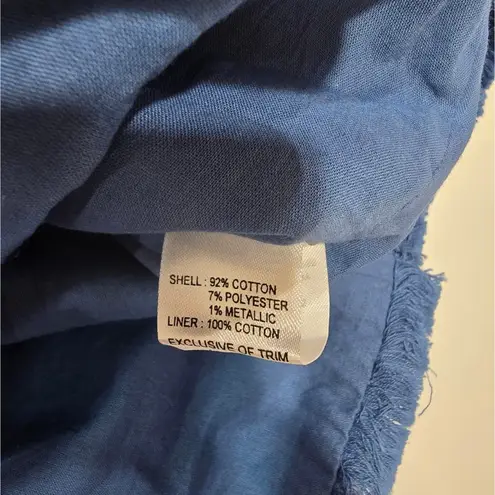 SHELL : 92% COTTON
7% POLYESTER
1% METALLIC
LINER : 100% COTTON
EXCLUSIVE OF TRIM